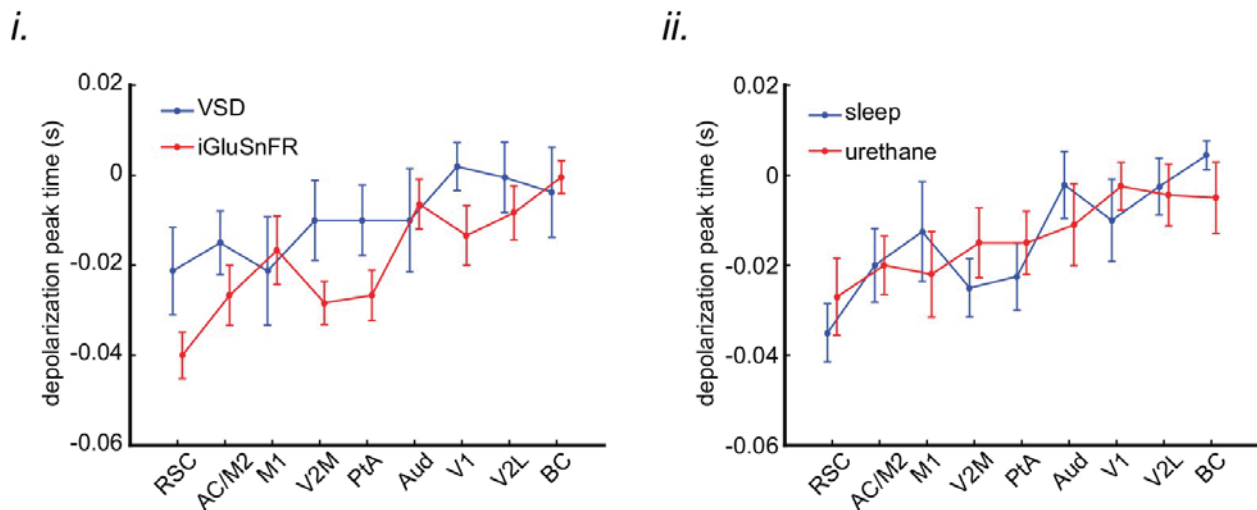 i.
depolarization peak time (s)
0.02
0
-0.02
-0.04
-0.06
VSD
iGluSnFR
RSC
AC/M2
M1
V2M
PtA
Aud
V1
V2L
BC
ii.
depolarization peak time (s)
0.02
0
-0.02
-0.04
-0.06
sleep
urethane
RSC
AC/M2
M1
V2M
PtA
Aud
V1
V2L
BC